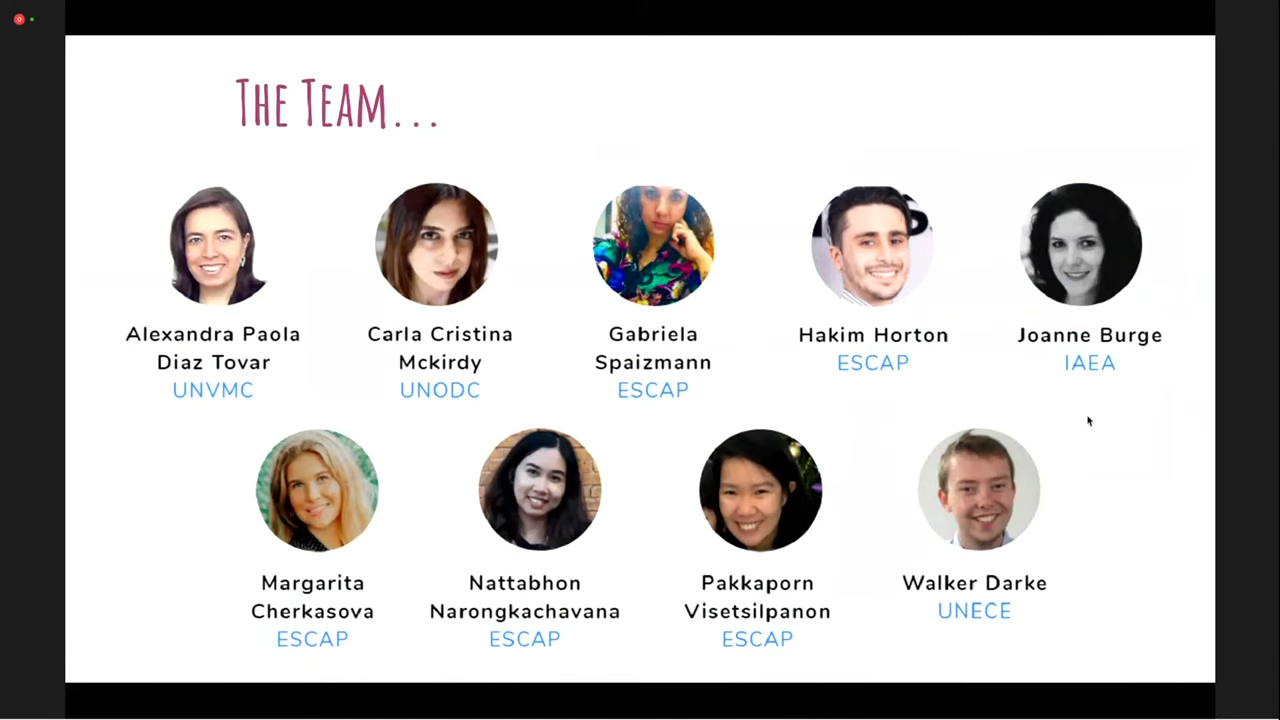 The Team...
Alexandra Paola
Diaz Tovar
UNVMC
Carla Cristina
Mckirdy
UNODC
Gabriela
Spaizmann
ESCAP
Hakim Horton
ESCAP
Joanne Burge
IAEA
Margarita
Cherkasova
ESCAP
Nattabhon
Narongkachavana
ESCAP
Pakkaporn
Visetsilpanon
ESCAP
Walker Darke
UNECE